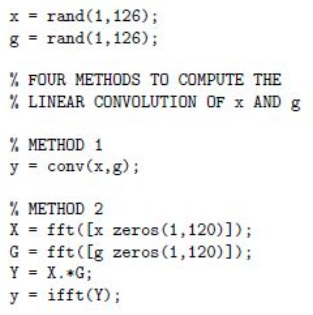 x = rand(1,126);
g = rand(1,126);
% FOUR METHODS TO COMPUTE THE
% LINEAR CONVOLUTION OF x AND g
% METHOD 1
y = conv(x,g);
% METHOD 2
X = fft([x zeros(1,120)]);
G = fft([g zeros(1,120)]);
Y = X.*G;
y = ifft(Y);